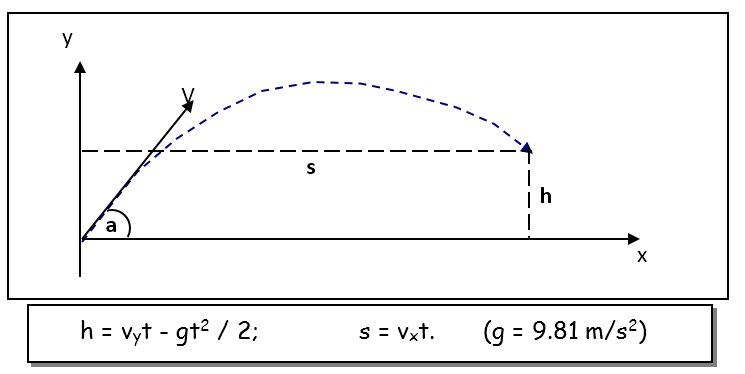 y
V
s
h
a
x
h = vyt - gt² / 2; s = vxt. (g = 9.81 m/s²)